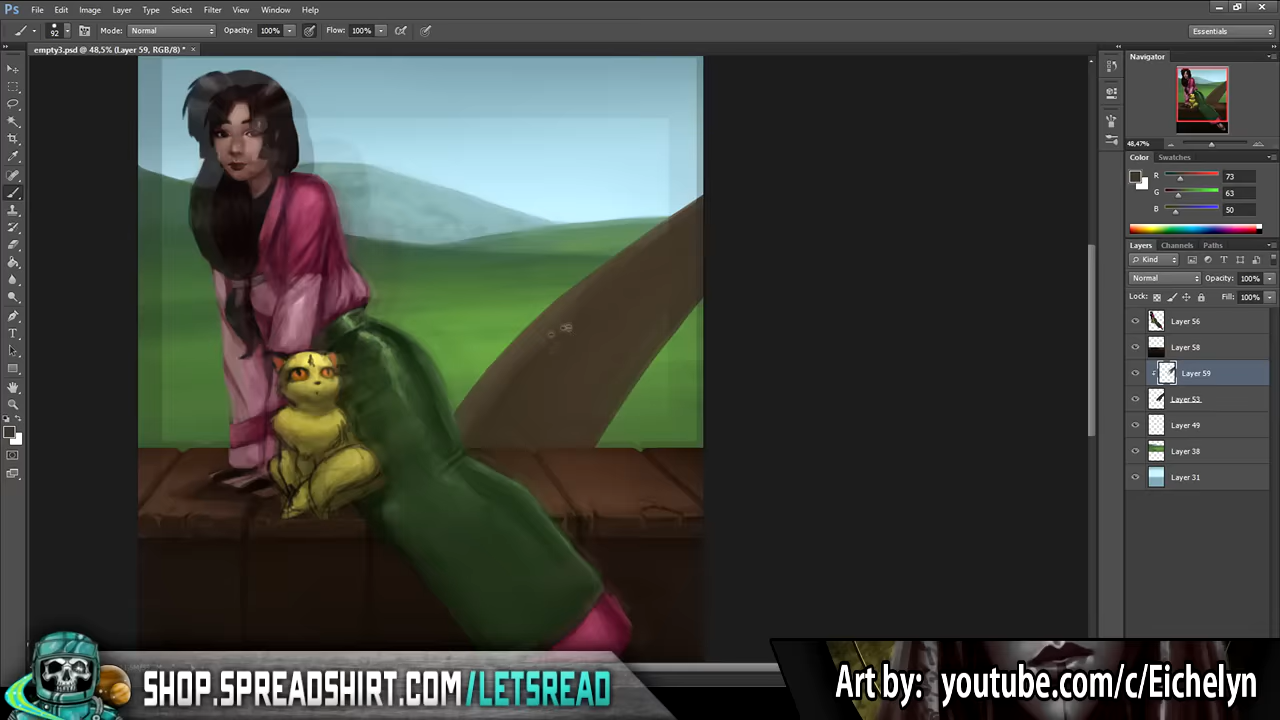 Ps File Edit Image Layer Type Select Filter View Window Help
92 Mode: Normal Opacity: 100% Flow: 100% Essentials
empty3.psd @ 48,5% (Layer 59, RGB/8) * ×
Navigator
48,47%
Color Swatches
R 73
G 63
B 50
Layers Channels Paths
Kind
Normal Opacity: 100%
Lock: Fill: 100%
Layer 56
Layer 58
Layer 59
Layer 53
Layer 49
Layer 38
Layer 31
SHOP.SPREADSHIRT.COM/LETSREAD
Art by: youtube.com/c/Eichelyn